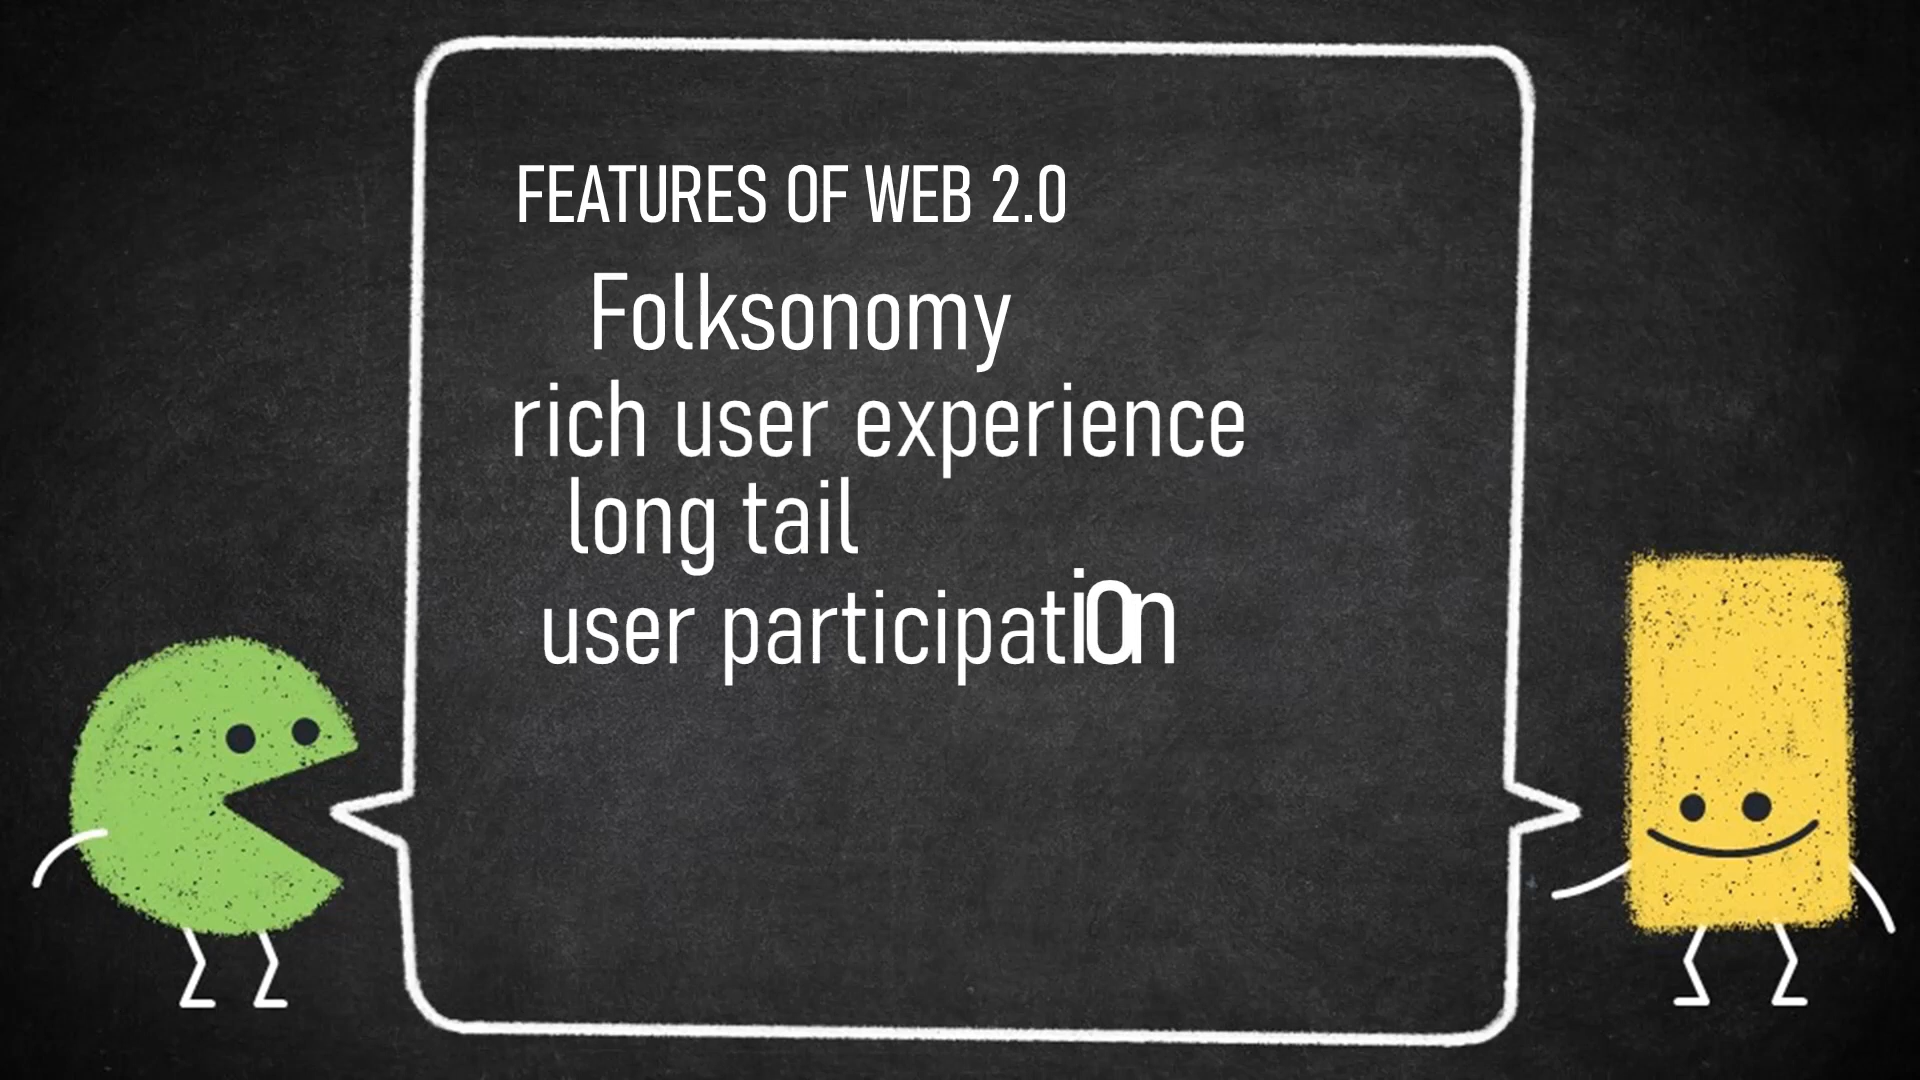 FEATURES OF WEB 2.0
Folksonomy
rich user experience
long tail
user participation